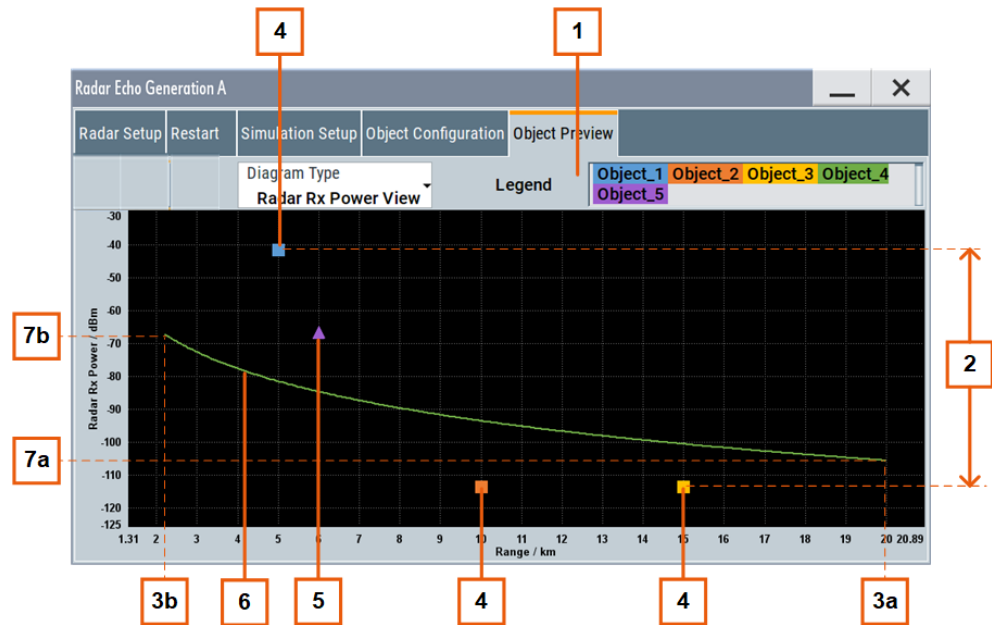 4
1
Radar Echo Generation A
Radar Setup Restart Simulation Setup Object Configuration Object Preview
Diagram Type
Radar Rx Power View
Legend
Object_1 Object_2 Object_3 Object_4
Object_5
-30
-40
-50
-60
7b
-70
2
-80
-90
-100
7a
-110
-120
-125
Radar Rx Power / dBm
1.31 2 3 4 5 6 7 8 9 10 11 12 13 14 15 16 17 18 19 20 20.89
Range / km
3b 6 5 4 4 3a